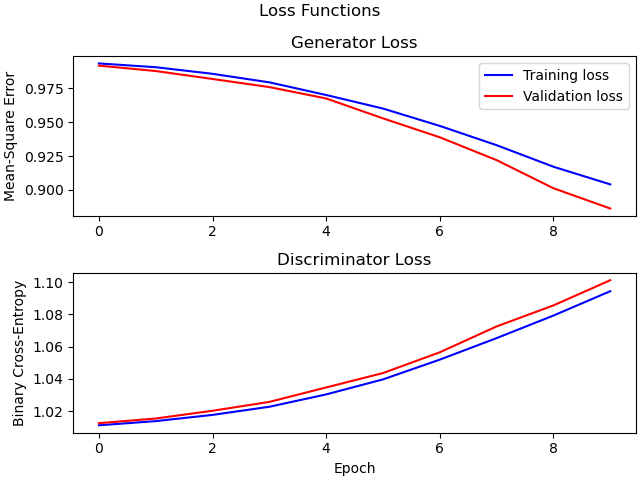 Loss Functions
Generator Loss
Mean-Square Error
0.975
0.950
0.925
0.900
Training loss
Validation loss
0 2 4 6 8
Discriminator Loss
Binary Cross-Entropy
1.10
1.08
1.06
1.04
1.02
0 2 4 6 8
Epoch